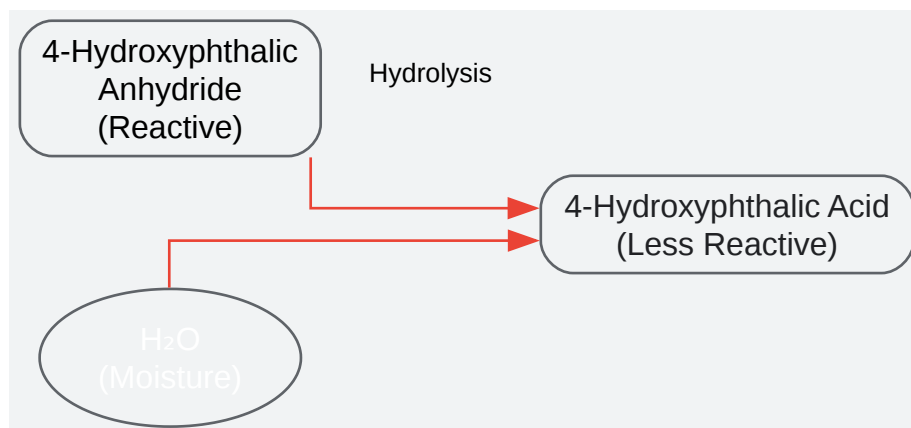 4-Hydroxyphthalic
Anhydride
(Reactive)
Hydrolysis
4-Hydroxyphthalic Acid
(Less Reactive)
H₂O
(Moisture)